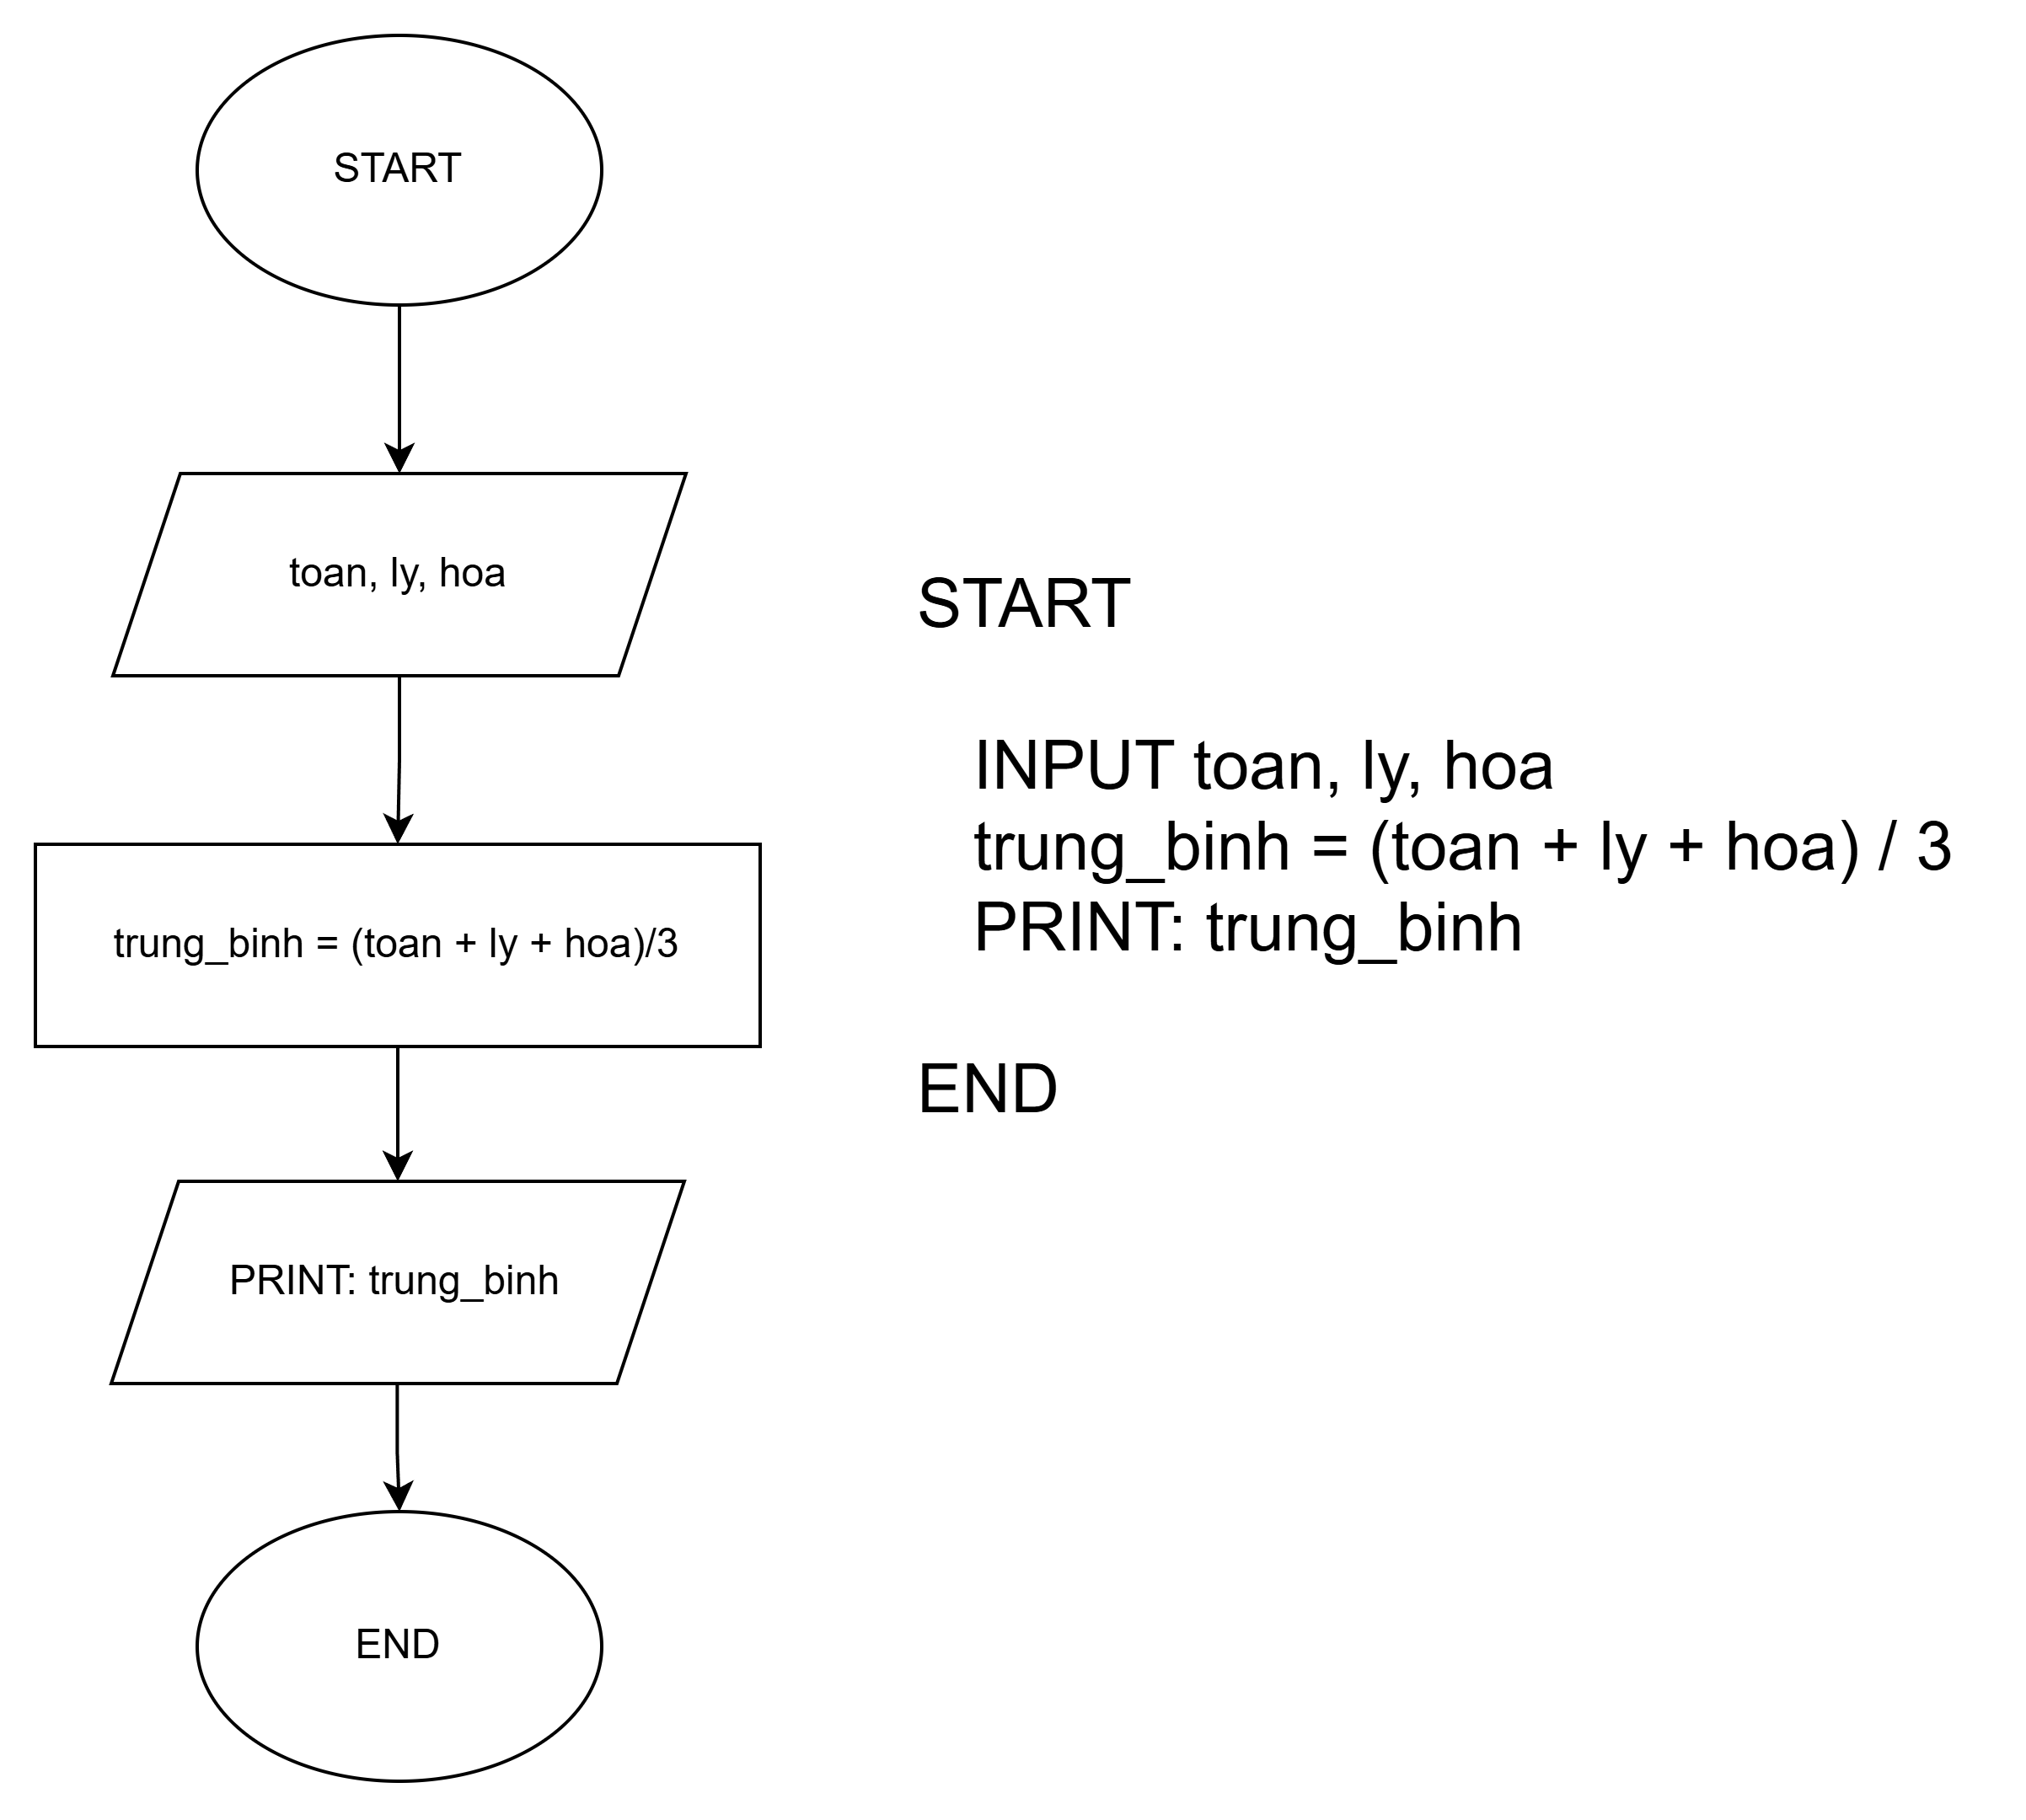 START
toan, ly, hoa
trung_binh = (toan + ly + hoa)/3
PRINT: trung_binh
END
START
INPUT toan, ly, hoa
trung_binh = (toan + ly + hoa) / 3
PRINT: trung_binh
END